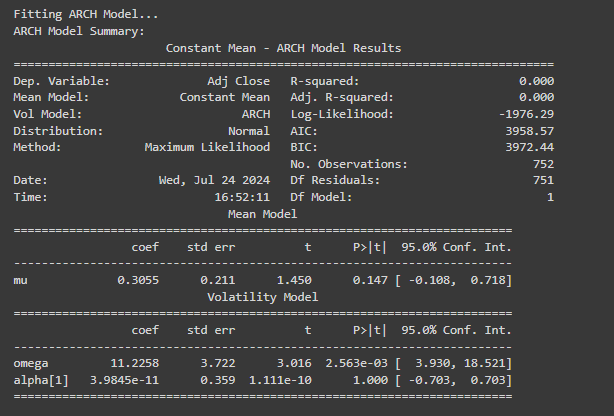 Fitting ARCH Model...
ARCH Model Summary:
                      Constant Mean - ARCH Model Results
==============================================================================
Dep. Variable:              Adj Close   R-squared:                       0.000
Mean Model:             Constant Mean   Adj. R-squared:                  0.000
Vol Model:                       ARCH   Log-Likelihood:               -1976.29
Distribution:                  Normal   AIC:                           3958.57
Method:            Maximum Likelihood   BIC:                           3972.44
                                        No. Observations:                  752
Date:                Wed, Jul 24 2024   Df Residuals:                      751
Time:                        16:52:11   Df Model:                            1
                               Mean Model
========================================================================
                 coef    std err          t      P>|t|  95.0% Conf. Int.
------------------------------------------------------------------------
mu             0.3055      0.211      1.450      0.147 [ -0.108,  0.718]
                            Volatility Model
========================================================================
                 coef    std err          t      P>|t|  95.0% Conf. Int.
------------------------------------------------------------------------
omega         11.2258      3.722      3.016  2.563e-03 [  3.930, 18.521]
alpha[1]   3.9845e-11      0.359  1.111e-10      1.000 [ -0.703,  0.703]
========================================================================